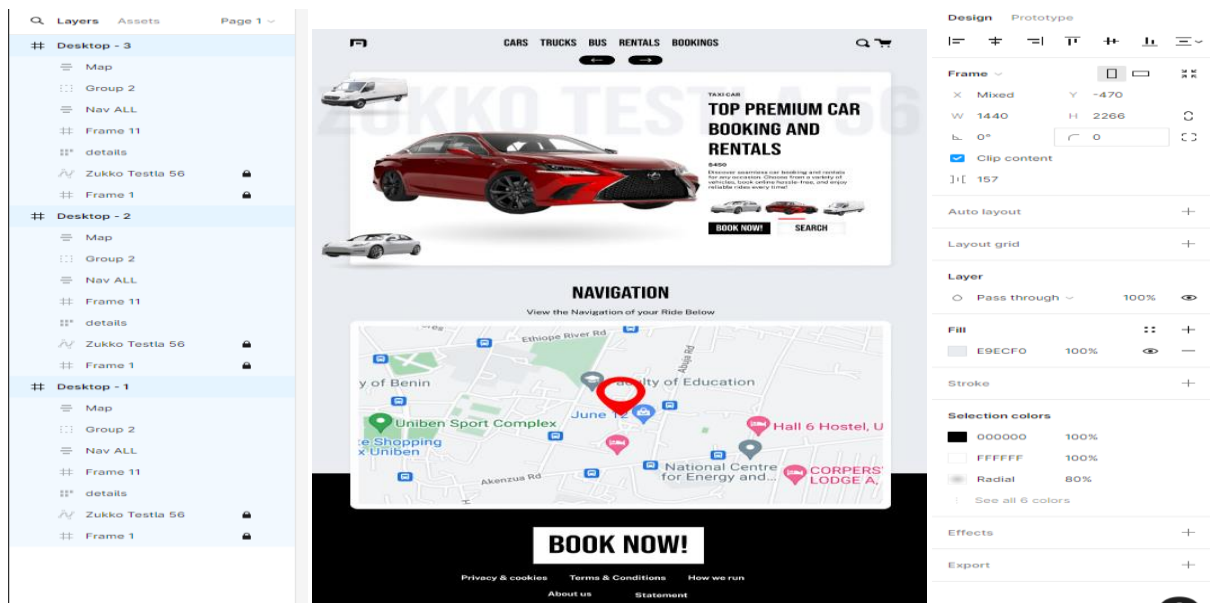 Layers Assets Page 1
Desktop - 3
Map
Group 2
Nav ALL
Frame 11
details
Zukko Testla 56
Frame 1
Desktop - 2
Map
Group 2
Nav ALL
Frame 11
details
Zukko Testla 56
Frame 1
Desktop - 1
Map
Group 2
Nav ALL
Frame 11
details
Zukko Testla 56
Frame 1
CARS TRUCKS BUS RENTALS BOOKINGS
ZUKKO TESTLA 56
TAXI CAR
TOP PREMIUM CAR
BOOKING AND
RENTALS
$450
Discover seamless car booking and rentals
for any occasion. Choose from a variety of
vehicles, book online hassle-free, and enjoy
reliable rides every time!
BOOK NOW! SEARCH
NAVIGATION
View the Navigation of your Ride Below
Ethiope River Rd
Abuja Rd
y of Benin
aculty of Education
June 12
Uniben Sport Complex
Hall 6 Hostel, U
e Shopping
x Uniben
National Centre
for Energy and...
CORPERS'
LODGE A,
Akenzua Rd
BOOK NOW!
Privacy & cookies Terms & Conditions How we run
About us Statement
Design Prototype
Frame
X Mixed Y -470
W 1440 H 2266
0° 0
Clip content
157
Auto layout
Layout grid
Layer
Pass through 100%
Fill
E9ECF0 100%
Stroke
Selection colors
000000 100%
FFFFFF 100%
Radial 80%
See all 6 colors
Effects
Export